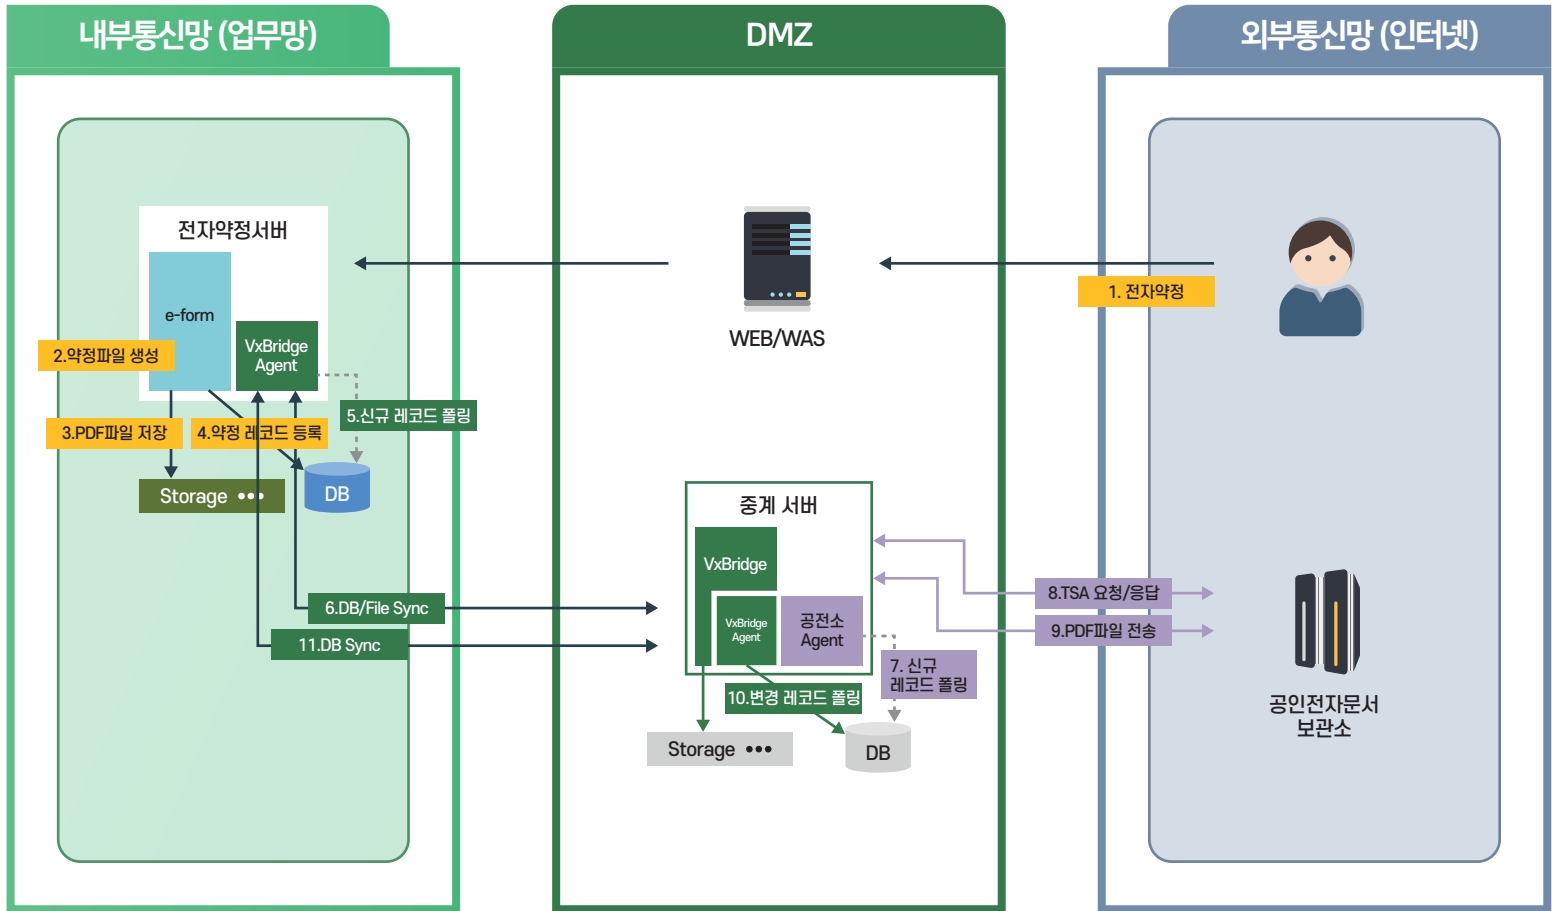 내부통신망 (업무망)
DMZ
외부통신망 (인터넷)
전자약정서버
e-form
VxBridge
Agent
2.약정파일 생성
3.PDF파일 저장
4.약정 레코드 등록
5.신규 레코드 폴링
Storage •••
DB
6.DB/File Sync
11.DB Sync
WEB/WAS
1. 전자약정
중계 서버
VxBridge
VxBridge
Agent
공전소
Agent
7. 신규
레코드 폴링
10.변경 레코드 폴링
Storage •••
DB
8.TSA 요청/응답
9.PDF파일 전송
공인전자문서
보관소